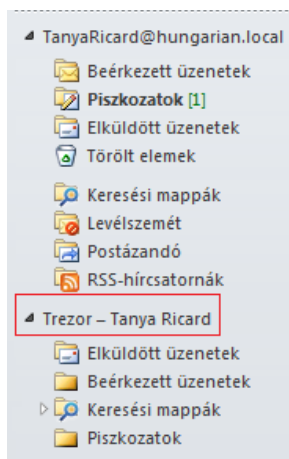 TanyaRicard@hungarian.local
Beérkezett üzenetek
Piszkozatok [1]
Elküldött üzenetek
Törölt elemek
Keresési mappák
Levélszemét
Postázandó
RSS-hírcsatornák
Trezor – Tanya Ricard
Elküldött üzenetek
Beérkezett üzenetek
Keresési mappák
Piszkozatok